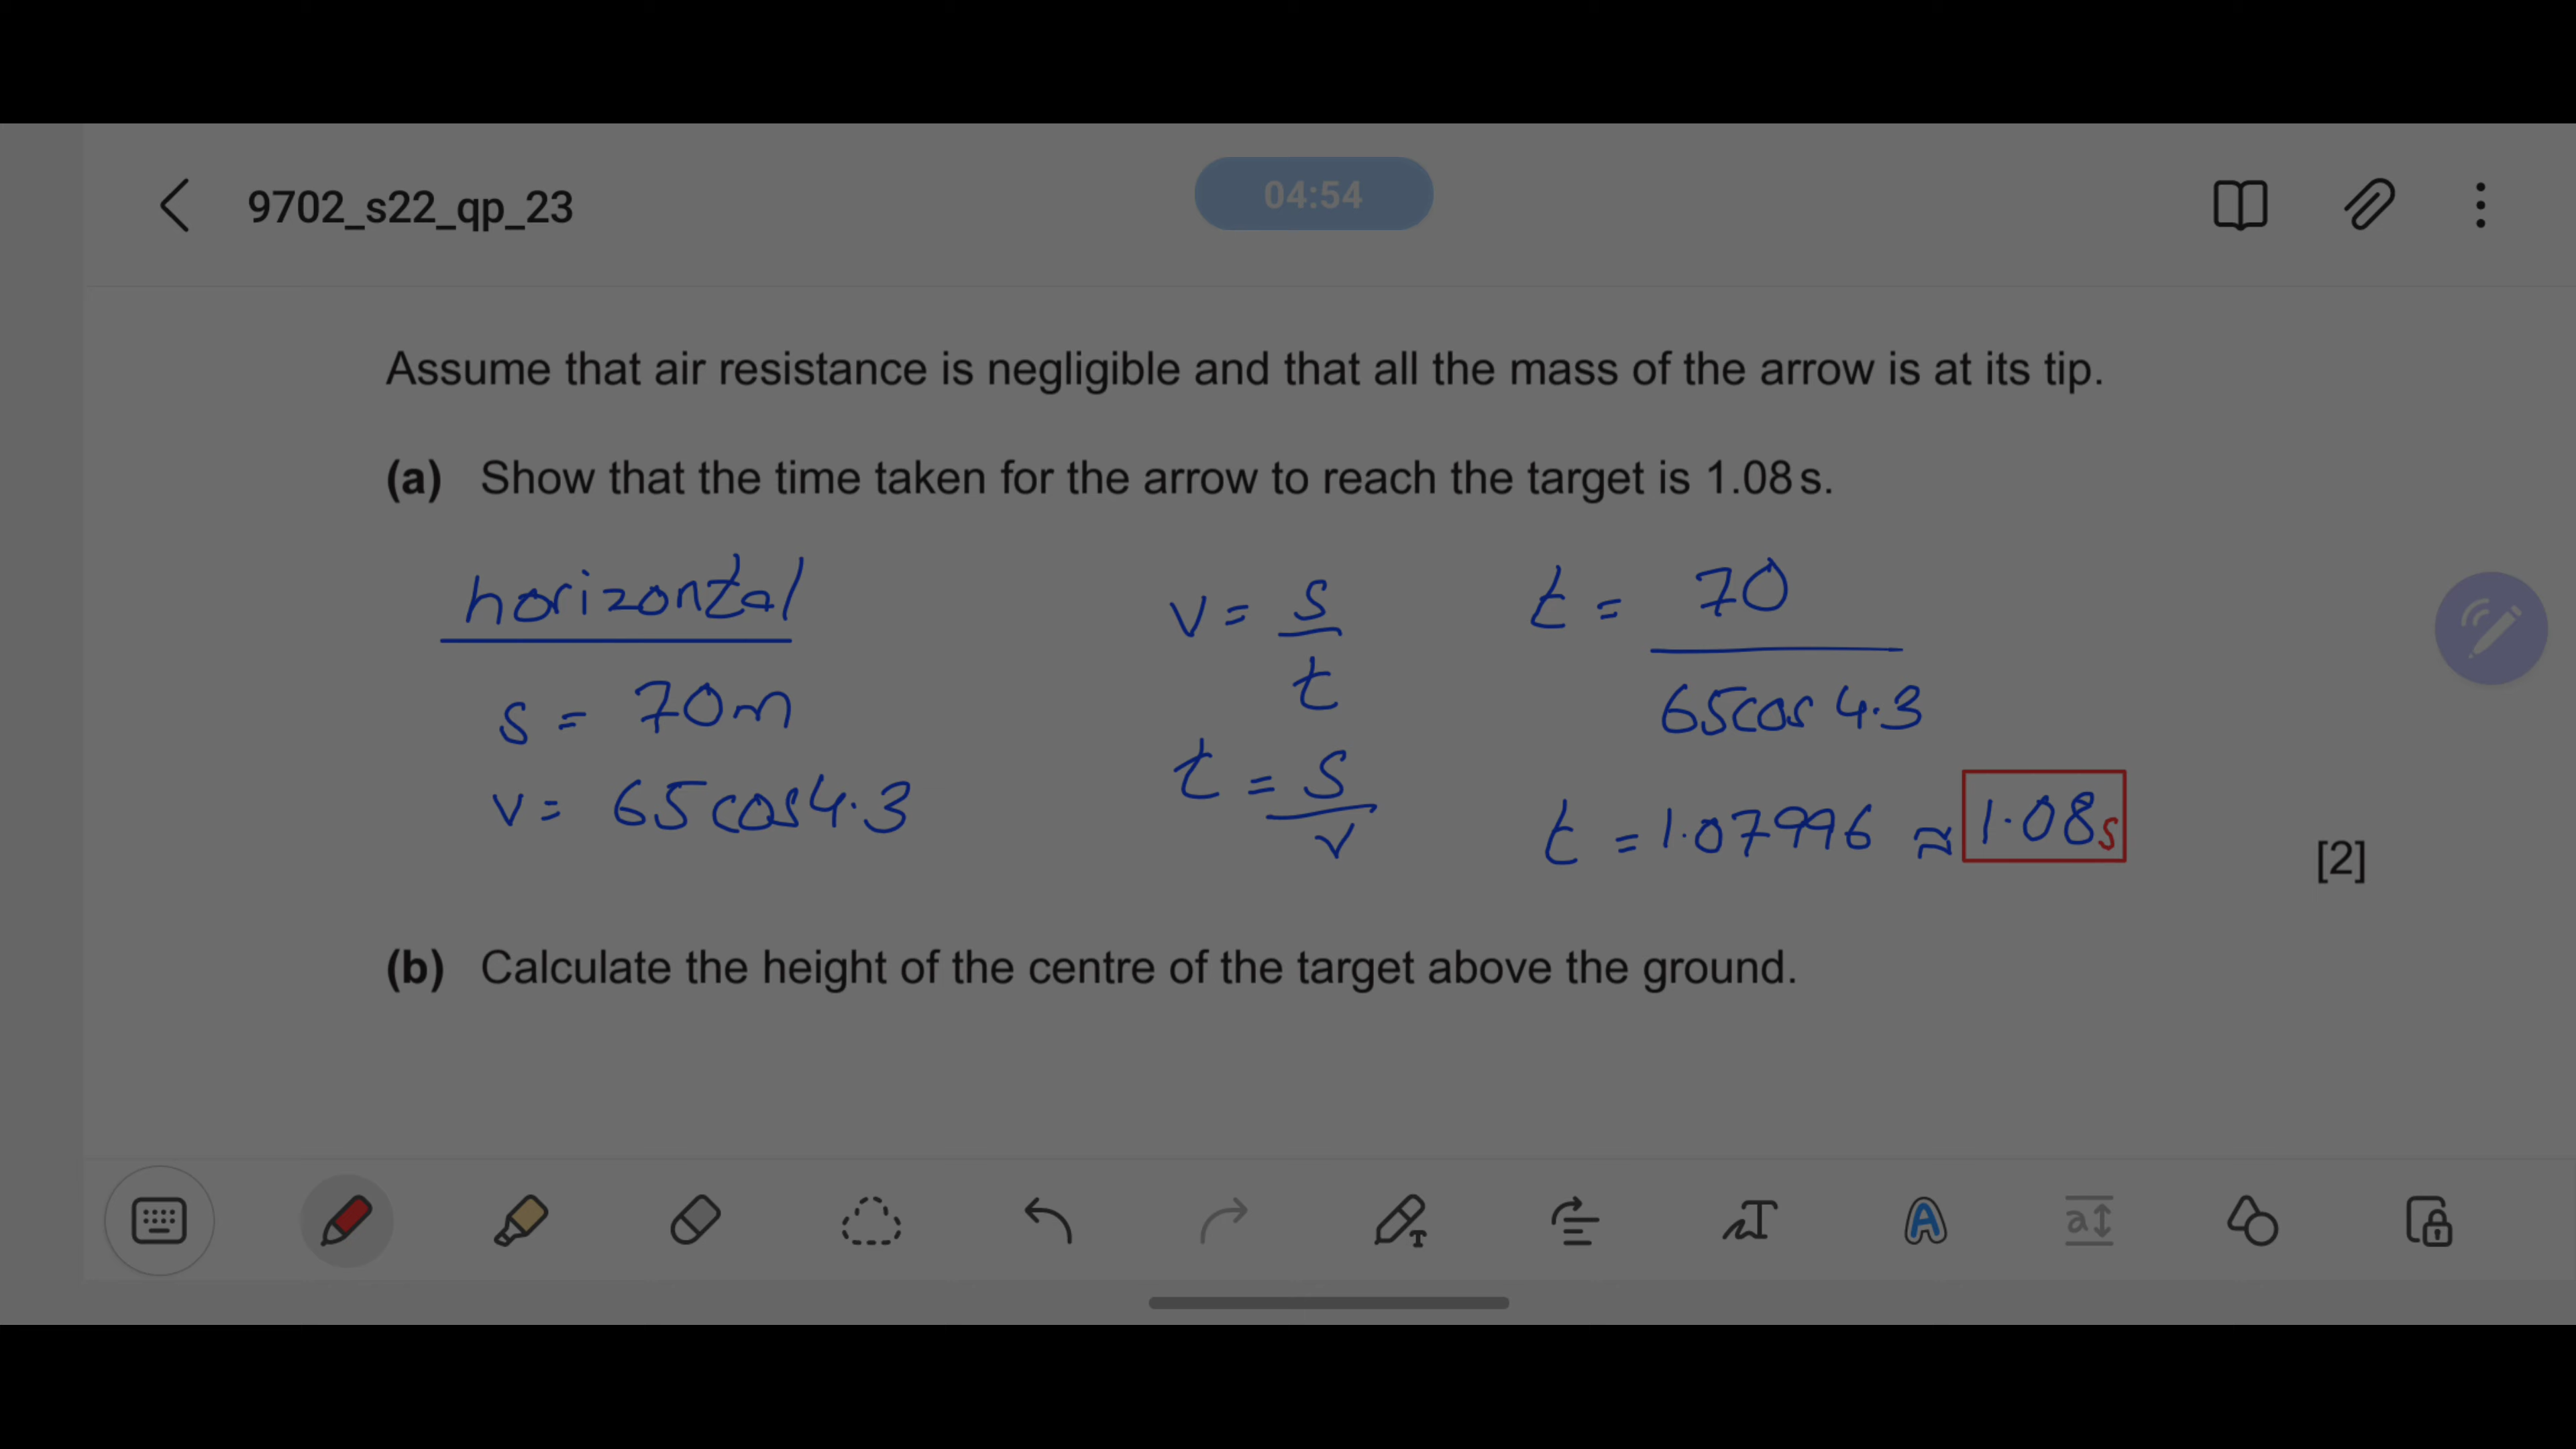 9702_s22_qp_23
04:54
Assume that air resistance is negligible and that all the mass of the arrow is at its tip.
(a) Show that the time taken for the arrow to reach the target is 1.08 s.
horizontal
s = 70m
v = 65cos4.3
v = s/t
t = s/v
t = 70/65cos4.3
t = 1.07996 ≈ 1.08s
[2]
(b) Calculate the height of the centre of the target above the ground.